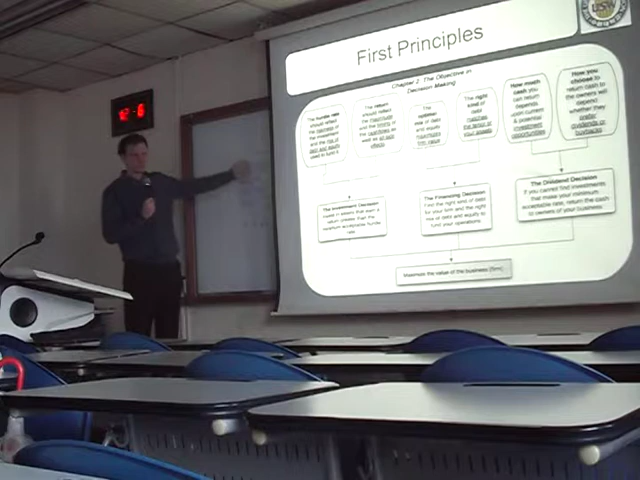 First Principles
Chapter 2: The Objective in
Decision Making
The hurdle rate
should reflect
the riskiness of
the investment
and the mix of
debt and equity
used to fund it.
The return
should reflect
the magnitude
and the timing of
the cashflows as
well as all side
effects.
The
optimal
mix of debt
and equity
maximizes
firm value
The right
kind of
debt
matches
the tenor of
your assets
How much
cash you
can return
depends
upon current
& potential
investment
opportunities
How you
choose to
return cash to
the owners will
depend
whether they
prefer
dividends or
buybacks
The Investment Decision
Invest in assets that earn a
return greater than the
minimum acceptable hurdle
rate
The Financing Decision
Find the right kind of debt
for your firm and the right
mix of debt and equity to
fund your operations
The Dividend Decision
If you cannot find investments
that make your minimum
acceptable rate, return the cash
to owners of your business
Maximize the value of the business (firm)